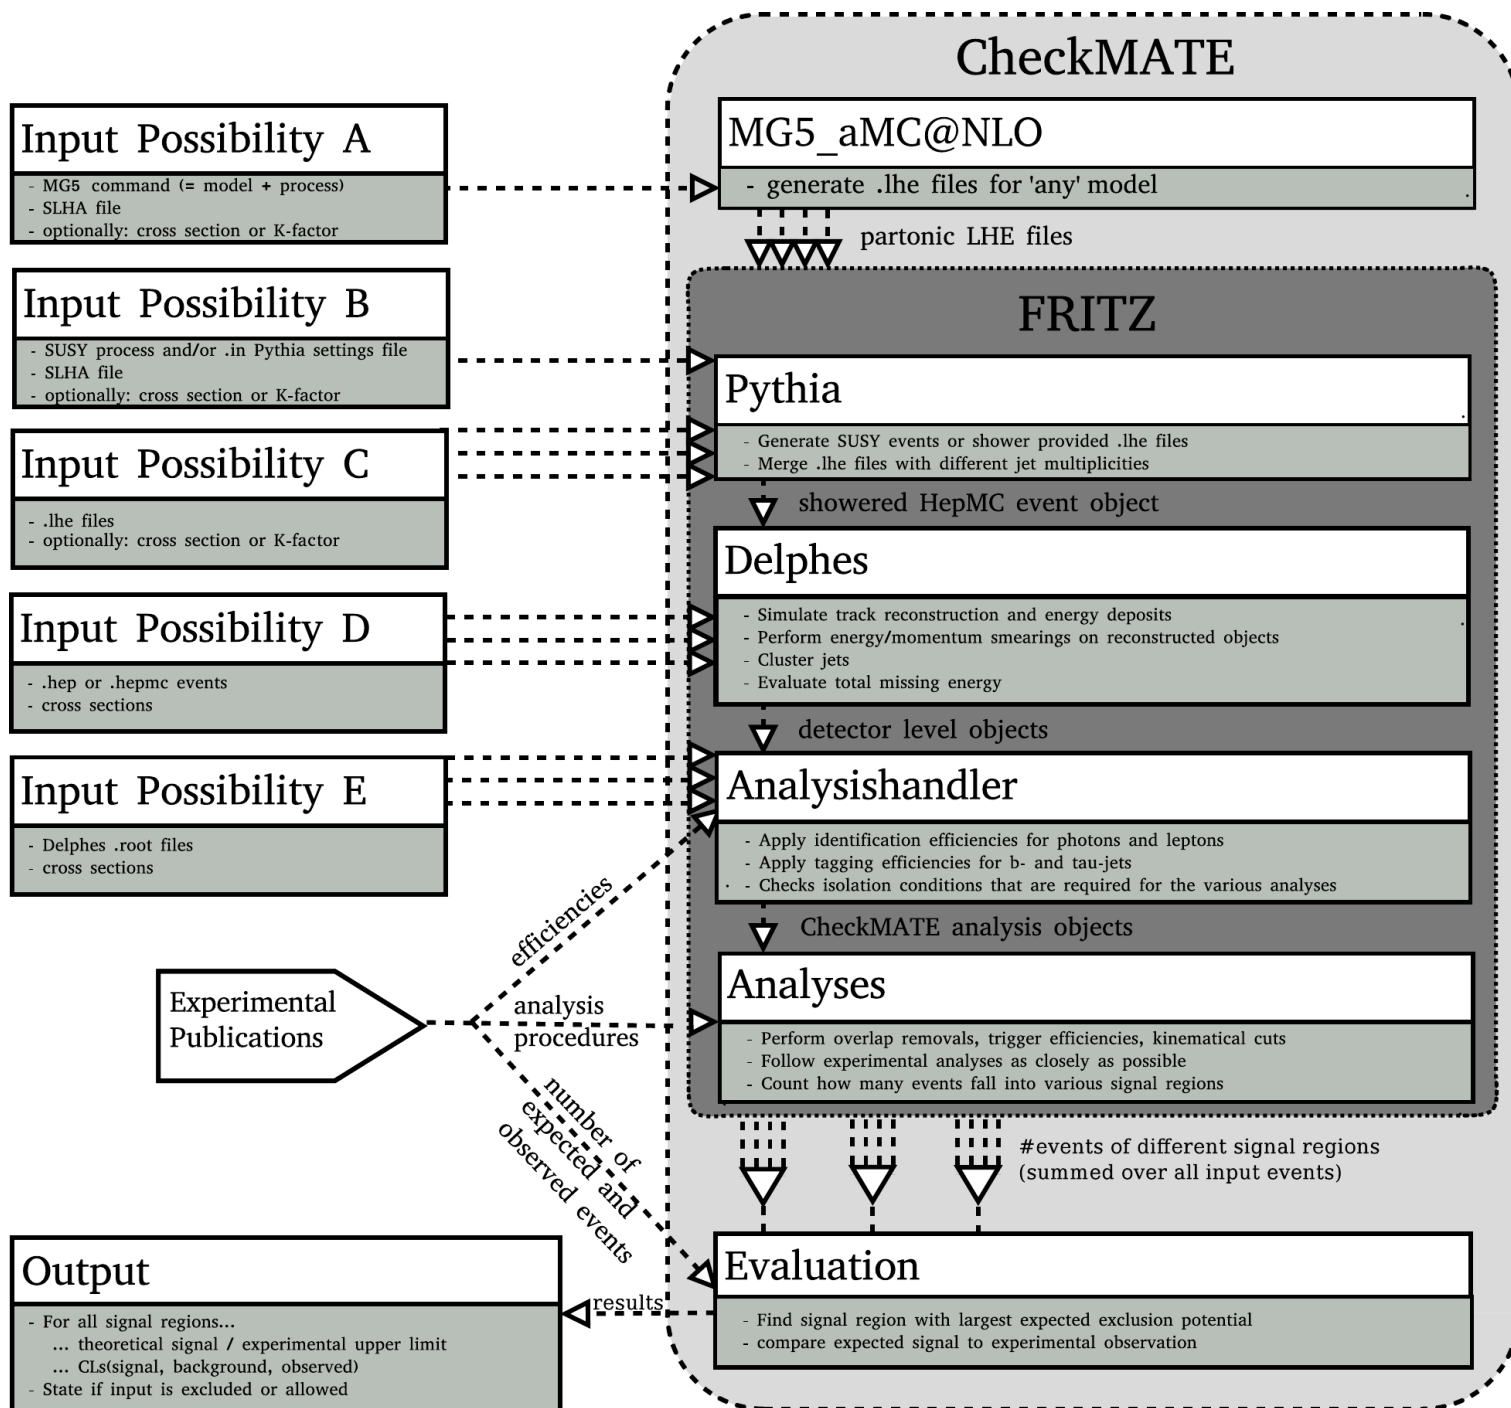 CheckMATE
Input Possibility A
- MG5 command (= model + process)
- SLHA file
- optionally: cross section or K-factor
MG5_aMC@NLO
- generate .lhe files for 'any' model
partonic LHE files
Input Possibility B
- SUSY process and/or .in Pythia settings file
- SLHA file
- optionally: cross section or K-factor
FRITZ
Pythia
- Generate SUSY events or shower provided .lhe files
- Merge .lhe files with different jet multiplicities
Input Possibility C
- .lhe files
- optionally: cross section or K-factor
showered HepMC event object
Delphes
- Simulate track reconstruction and energy deposits
- Perform energy/momentum smearings on reconstructed objects
- Cluster jets
- Evaluate total missing energy
Input Possibility D
- .hep or .hepmc events
- cross sections
detector level objects
Input Possibility E
- Delphes .root files
- cross sections
Analysishandler
- Apply identification efficiencies for photons and leptons
- Apply tagging efficiencies for b- and tau-jets
- Checks isolation conditions that are required for the various analyses
CheckMATE analysis objects
Experimental
Publications
efficiencies
analysis
procedures
number of
expected and
observed events
Analyses
- Perform overlap removals, trigger efficiencies, kinematical cuts
- Follow experimental analyses as closely as possible
- Count how many events fall into various signal regions
#events of different signal regions
(summed over all input events)
Evaluation
- Find signal region with largest expected exclusion potential
- compare expected signal to experimental observation
results
Output
- For all signal regions...
... theoretical signal / experimental upper limit
... CLs(signal, background, observed)
- State if input is excluded or allowed